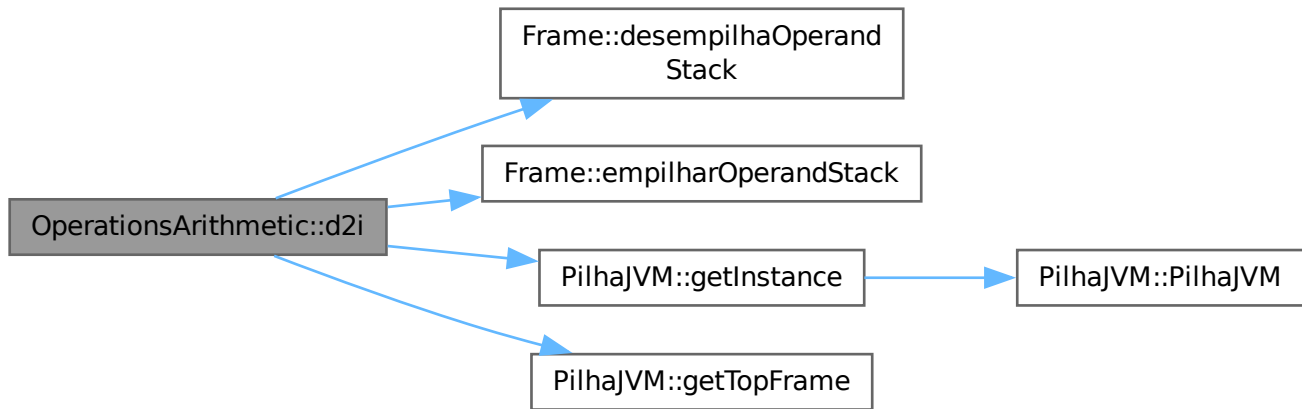 Frame::desempilhaOperand
Stack
Frame::empilharOperandStack
OperationsArithmetic::d2i
PilhaJVM::getInstance
PilhaJVM::PilhaJVM
PilhaJVM::getTopFrame